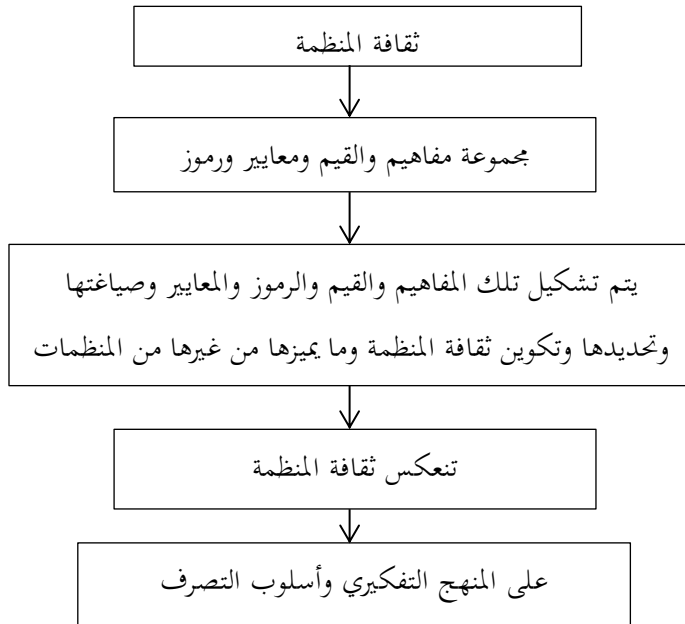 ثقافة المنظمة
مجموعة مفاهيم والقيم ومعايير ورموز
يتم تشكيل تلك المفاهيم والقيم والرموز والمعايير وصياغتها
وتحديدها وتكوين ثقافة المنظمة وما يميزها من غيرها من المنظمات
تنعكس ثقافة المنظمة
على المنهج التفكيري وأسلوب التصرف